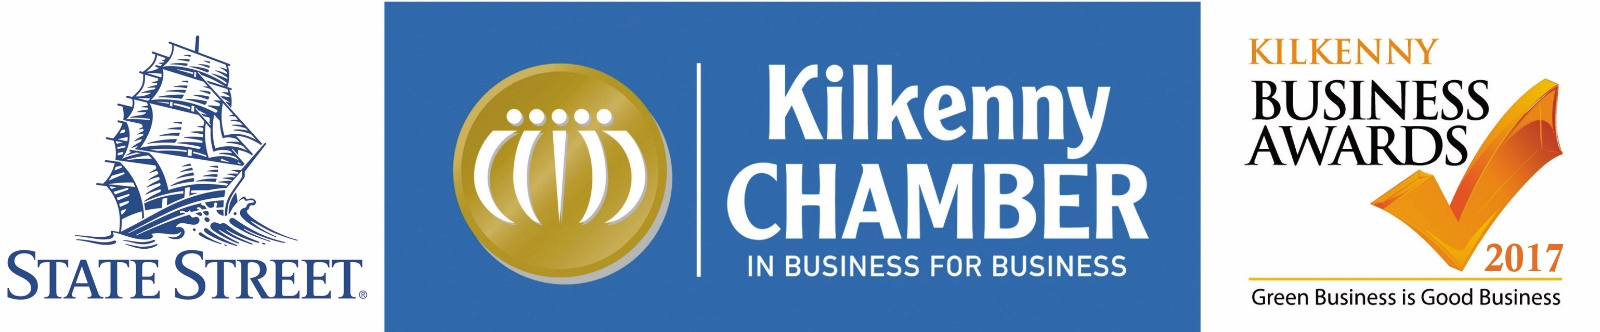 STATE STREET®
Kilkenny
CHAMBER
IN BUSINESS FOR BUSINESS
KILKENNY
BUSINESS
AWARDS
2017
Green Business is Good Business